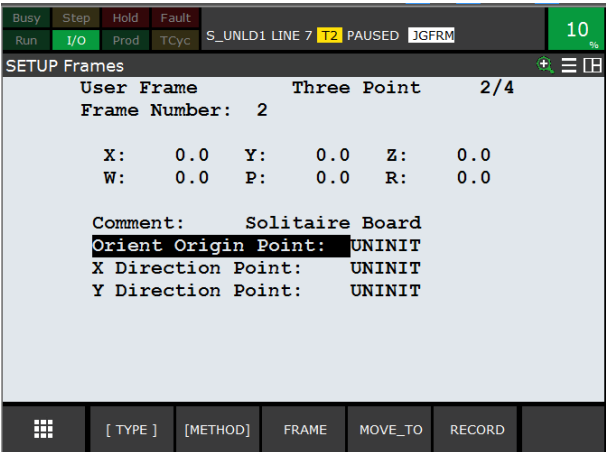 Busy Step Hold Fault
Run I/O Prod TCyc S_UNLD1 LINE 7 T2 PAUSED JGFRM 10 %
SETUP Frames
User Frame Three Point 2/4
Frame Number: 2
X: 0.0 Y: 0.0 Z: 0.0
W: 0.0 P: 0.0 R: 0.0
Comment: Solitaire Board
Orient Origin Point: UNINIT
X Direction Point: UNINIT
Y Direction Point: UNINIT
[ TYPE ] [METHOD] FRAME MOVE_TO RECORD